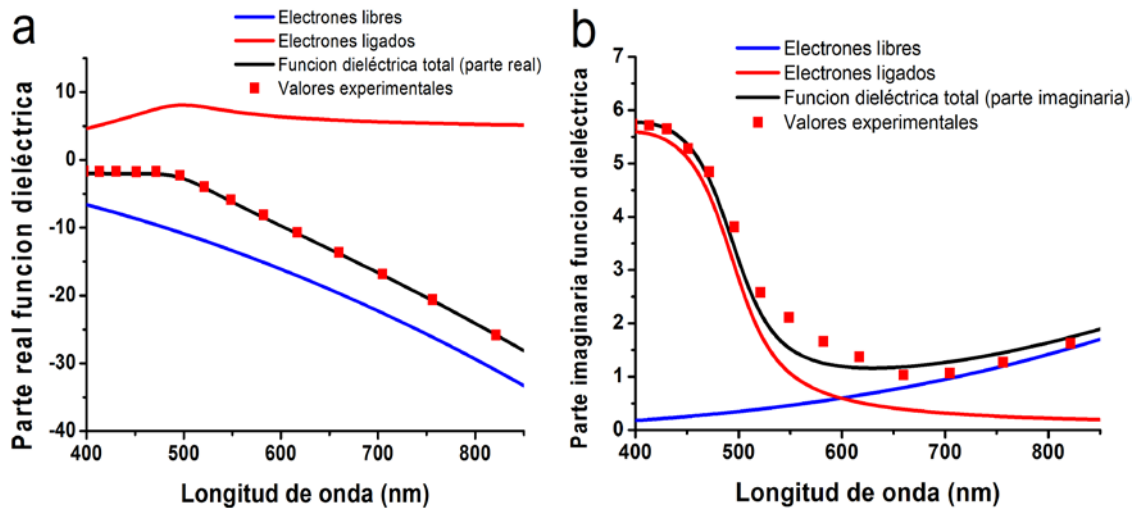 a
Electrones libres
Electrones ligados
Funcion dieléctrica total (parte real)
Valores experimentales
Parte real funcion dieléctrica
10
0
-10
-20
-30
-40
400 500 600 700 800
Longitud de onda (nm)
b
Electrones libres
Electrones ligados
Funcion dieléctrica total (parte imaginaria)
Valores experimentales
Parte imaginaria funcion dieléctrica
7
6
5
4
3
2
1
0
400 500 600 700 800
Longitud de onda (nm)